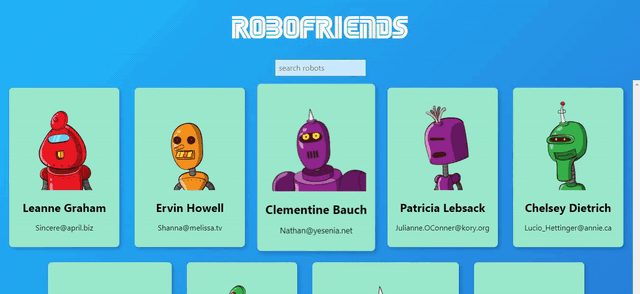 ROBOFRIENDS
search robots
Leanne Graham
Sincere@april.biz
Ervin Howell
Shanna@melissa.tv
Clementine Bauch
Nathan@yesenia.net
Patricia Lebsack
Julianne.OConner@kory.org
Chelsey Dietrich
Lucio_Hettinger@annie.ca